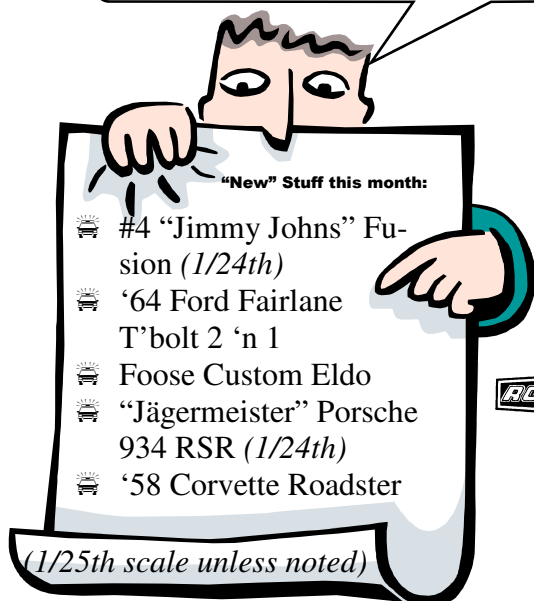 “New” Stuff this month:
#4 “Jimmy Johns” Fu-
sion (1/24th)
‘64 Ford Fairlane
T’bolt 2 ‘n 1
Foose Custom Eldo
“Jägermeister” Porsche
934 RSR (1/24th)
‘58 Corvette Roadster
(1/25th scale unless noted)